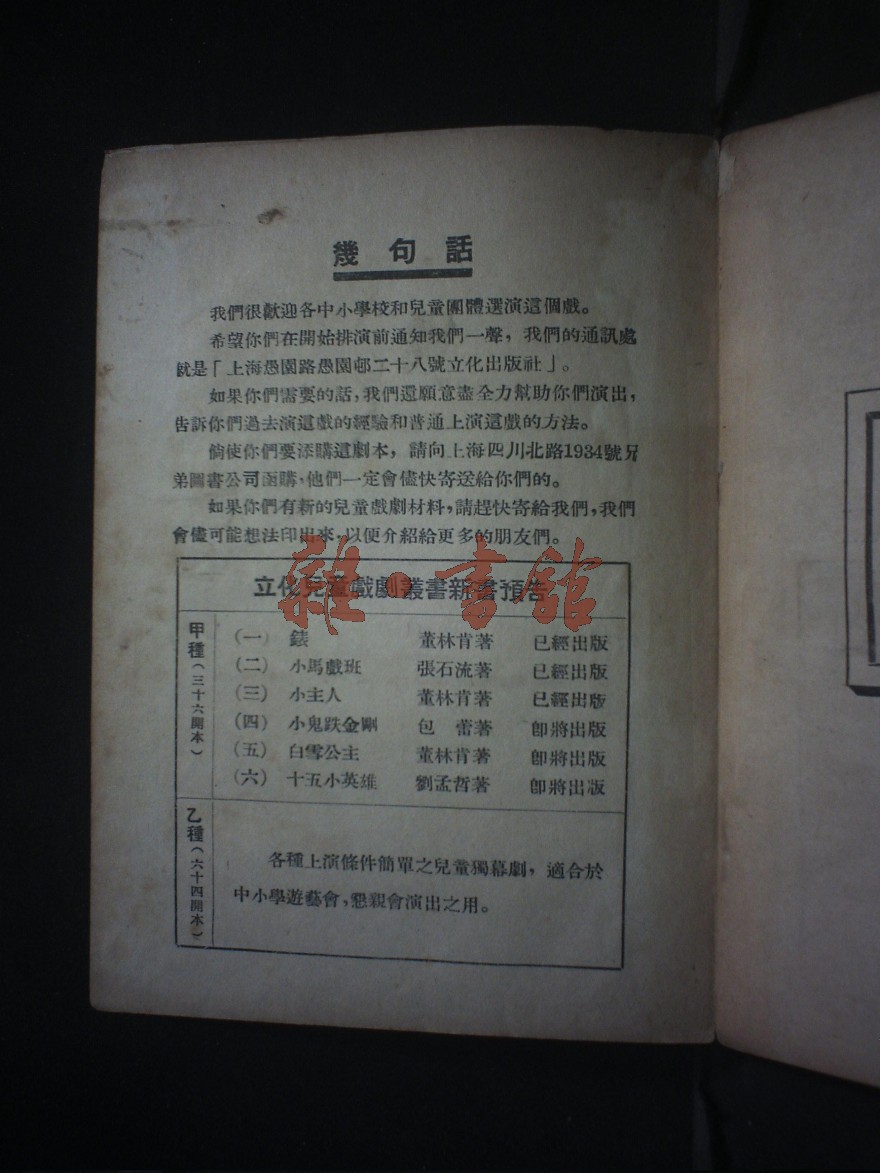 幾句話
我們很歡迎各中小學校和兒童團體選演這個戲。
希望你們在開始排演前通知我們一聲，我們的通訊處
就是「上海愚園路愚園邨二十八號立化出版社」。
如果你們需要的話，我們還願意盡全力幫助你們演出，
告訴你們過去演這戲的經驗和普通上演這戲的方法。
倘使你們要添購這劇本，請向上海四川北路1934號兄
弟圖書公司函購，他們一定會儘快寄送給你們的。
如果你們有新的兒童戲劇材料，請趕快寄給我們，我們
會儘可能想法印出來，以便介紹給更多的朋友們。
立化兒童戲劇叢書新書預告
甲種（三十六開本）
（一） 錶 董林肯著 已經出版
（二） 小馬戲班 張石流著 已經出版
（三） 小主人 董林肯著 已經出版
（四） 小鬼跌金剛 包蕾著 卽將出版
（五） 白雪公主 董林肯著 卽將出版
（六） 十五小英雄 劉孟哲著 卽將出版
乙種（六十四開本）
各種上演條件簡單之兒童獨幕劇，適合於
中小學遊藝會，懇親會演出之用。
雜·書館